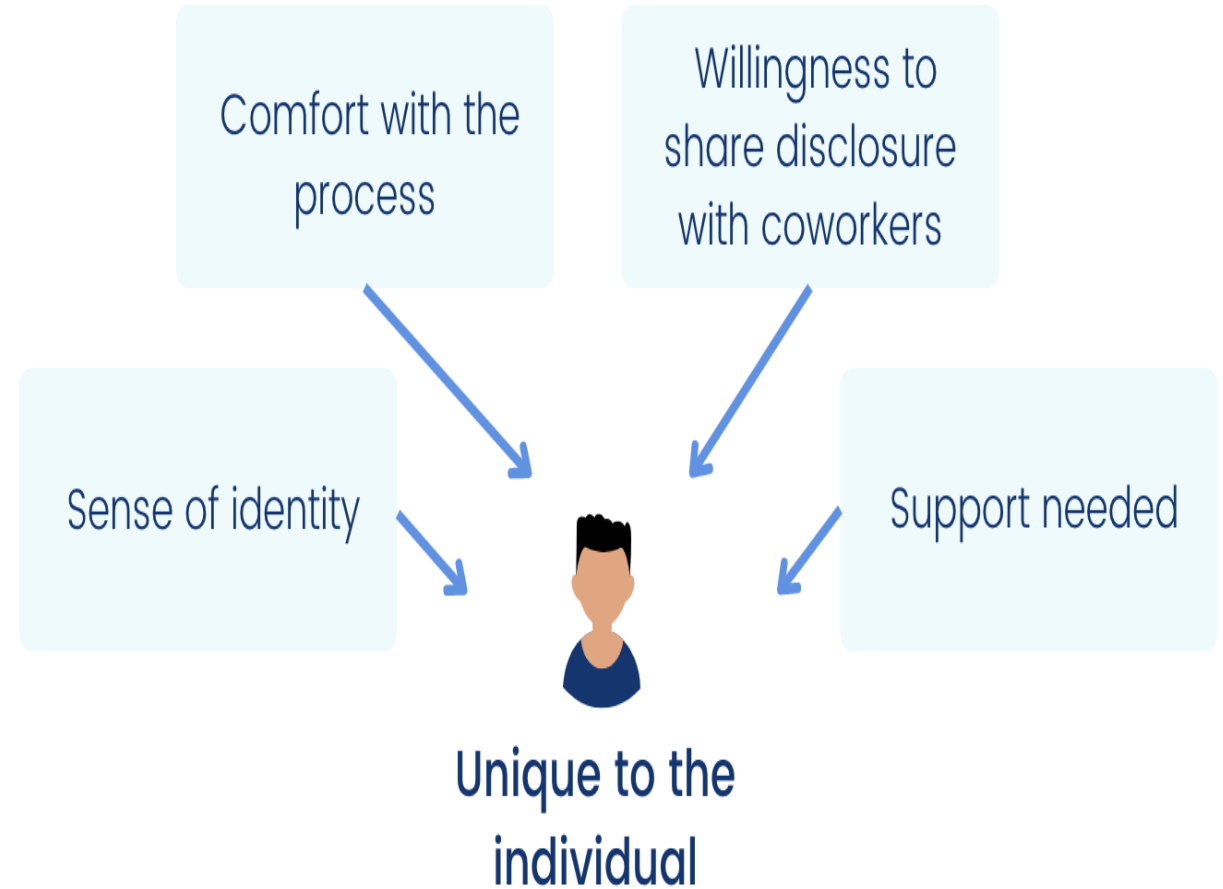 Comfort with the
process
Willingness to
share disclosure
with coworkers
Sense of identity
Support needed
Unique to the
individual